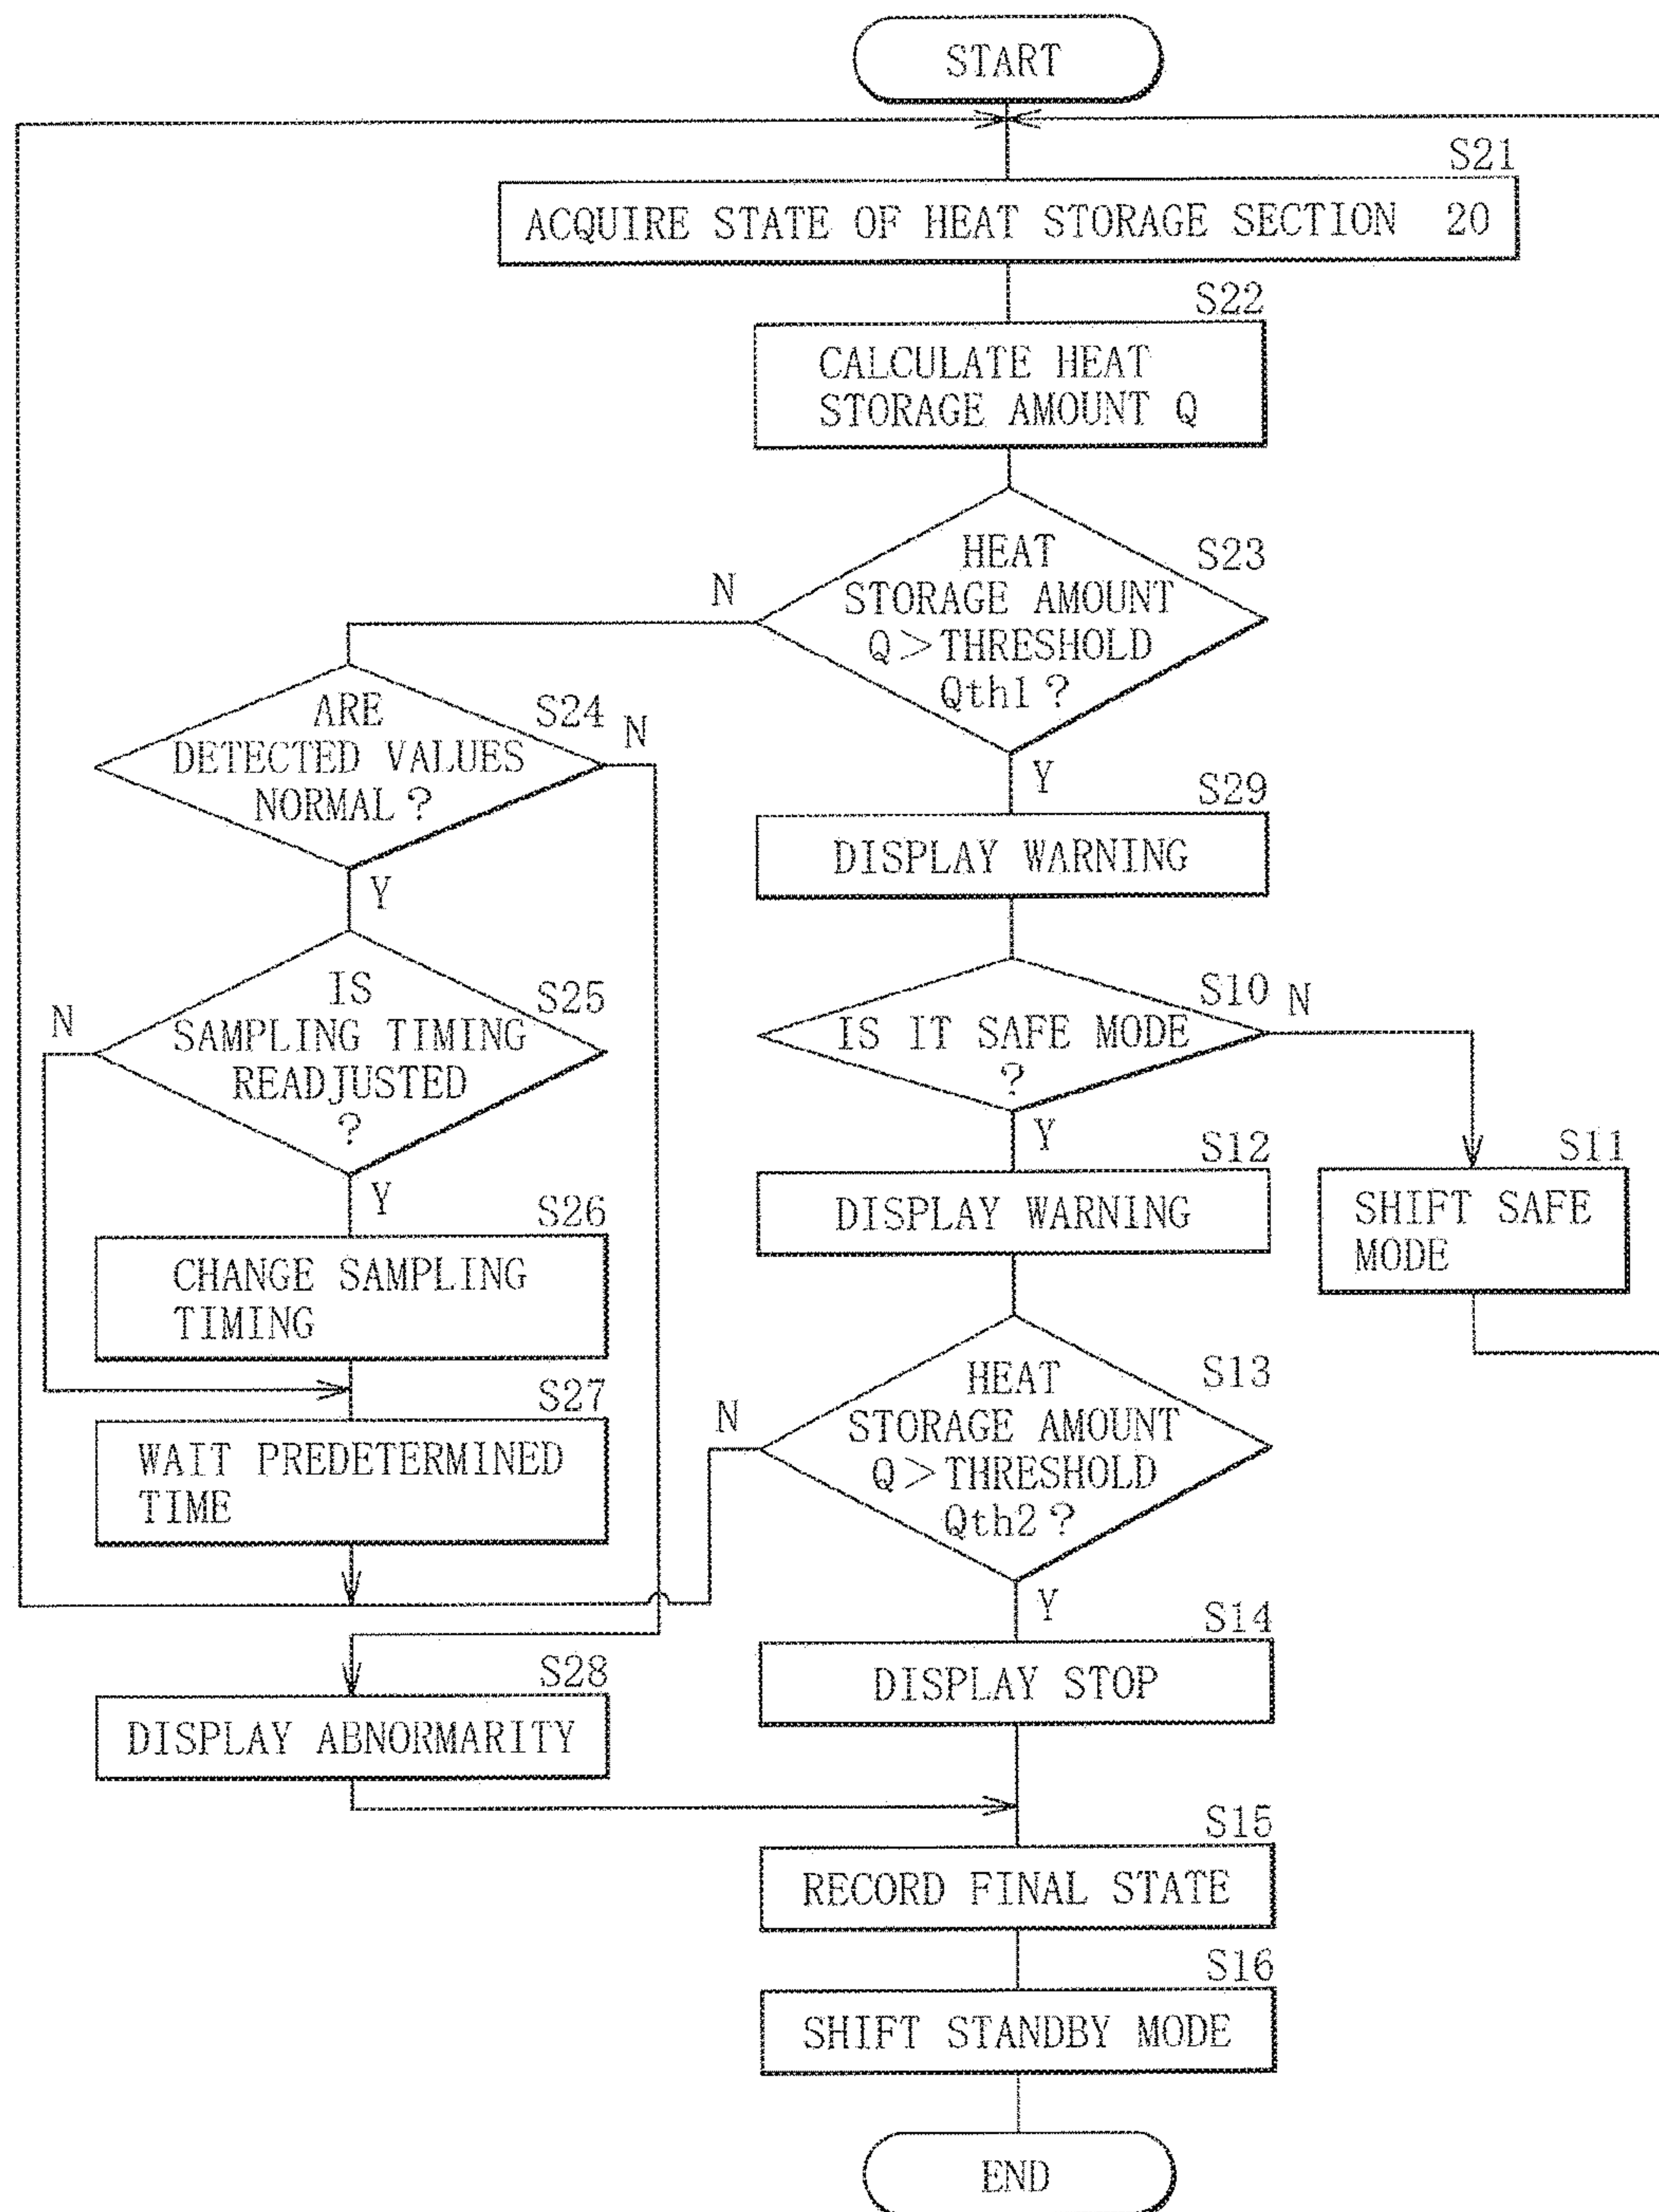 START
S21
ACQUIRE STATE OF HEAT STORAGE SECTION 20
S22
CALCULATE HEAT
STORAGE AMOUNT Q
S23
HEAT
STORAGE AMOUNT
Q>THRESHOLD
Qth1?
N
Y
S24
ARE
DETECTED VALUES
NORMAL?
N
Y
S29
DISPLAY WARNING
S25
IS
SAMPLING TIMING
READJUSTED
?
N
Y
S10
IS IT SAFE MODE
?
N
Y
S11
SHIFT SAFE
MODE
S12
DISPLAY WARNING
S26
CHANGE SAMPLING
TIMING
S27
WAIT PREDETERMINED
TIME
S13
HEAT
STORAGE AMOUNT
Q>THRESHOLD
Qth2?
N
Y
S14
DISPLAY STOP
S28
DISPLAY ABNORMARITY
S15
RECORD FINAL STATE
S16
SHIFT STANDBY MODE
END